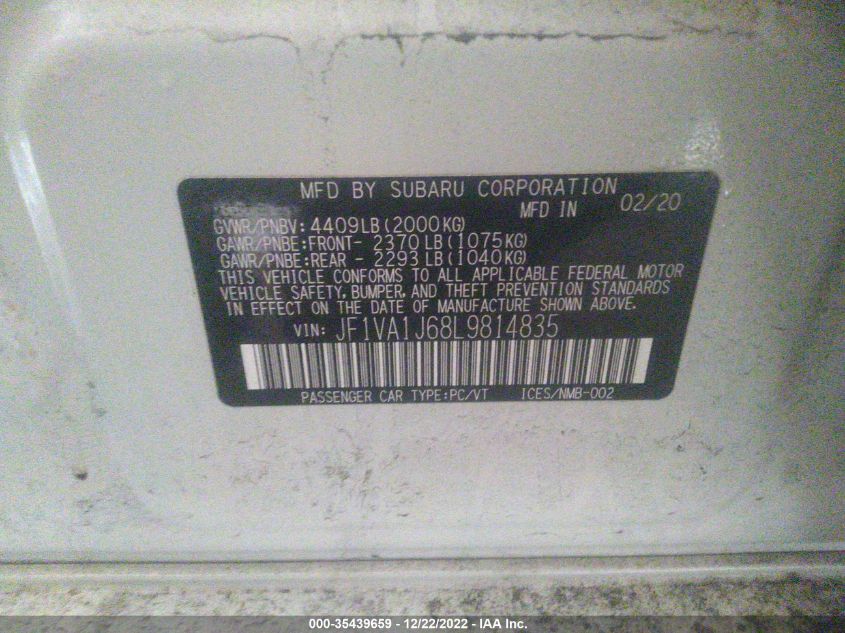 MFD BY SUBARU CORPORATION
MFD IN 02/20
GVWR/PNBV: 4409LB (2000KG)
GAWR/PNBE:FRONT- 2370 LB (1075KG)
GAWR/PNBE:REAR - 2293 LB (1040KG)
THIS VEHICLE CONFORMS TO ALL APPLICABLE FEDERAL MOTOR
VEHICLE SAFETY, BUMPER, AND THEFT PREVENTION STANDARDS
IN EFFECT ON THE DATE OF MANUFACTURE SHOWN ABOVE.
VIN: JF1VA1J68L9814835
PASSENGER CAR TYPE:PC/VT ICES/NMB-002
000-35439659 - 12/22/2022 - IAA Inc.